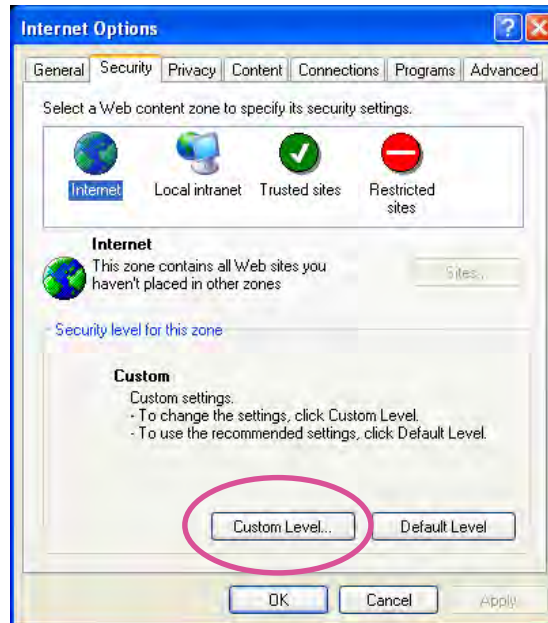 Internet Options
General Security Privacy Content Connections Programs Advanced
Select a Web content zone to specify its security settings.
Internet Local intranet Trusted sites Restricted sites
Internet
This zone contains all Web sites you
haven't placed in other zones
Sites...
Security level for this zone
Custom
Custom settings.
- To change the settings, click Custom Level.
- To use the recommended settings, click Default Level.
Custom Level... Default Level
OK Cancel Apply